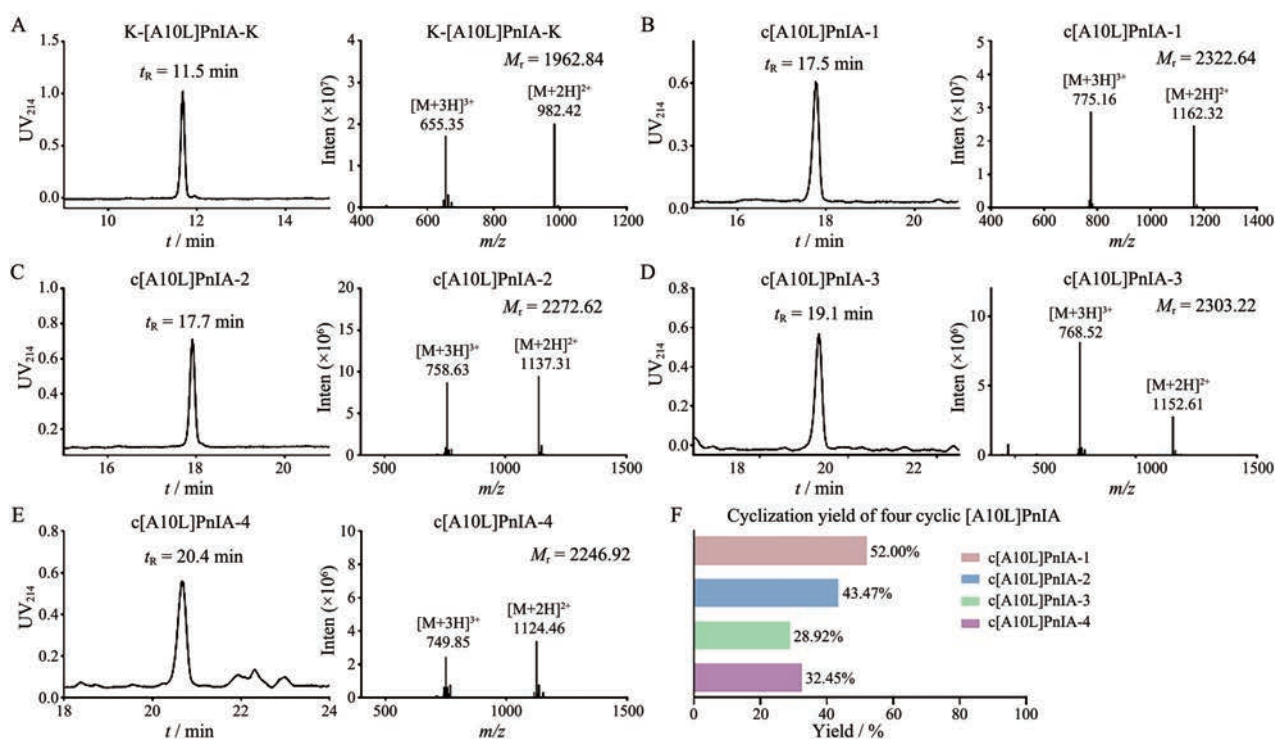 A
K-[A10L]PnIA-K
tR = 11.5 min
UV214
1.5
1.0
0.5
0.0
10
12
14
t / min
K-[A10L]PnIA-K
Mr = 1962.84
[M+3H]3+
655.35
[M+2H]2+
982.42
Inten (×10⁷)
4
3
2
1
0
400
600
800
1000
1200
m/z
B
c[A10L]PnIA-1
tR = 17.5 min
UV214
0.6
0.3
0.0
16
18
20
t / min
c[A10L]PnIA-1
Mr = 2322.64
[M+3H]3+
775.16
[M+2H]2+
1162.32
Inten (×10⁷)
5
4
3
2
1
0
400
600
800
1000
1200
1400
m/z
C
c[A10L]PnIA-2
tR = 17.7 min
UV214
1.0
0.8
0.6
0.4
0.2
16
18
20
t / min
c[A10L]PnIA-2
Mr = 2272.62
[M+3H]3+
758.63
[M+2H]2+
1137.31
Inten (×10⁶)
20
15
10
5
0
500
1000
1500
m/z
D
c[A10L]PnIA-3
tR = 19.1 min
UV214
0.8
0.6
0.4
0.2
0.0
18
20
22
t / min
c[A10L]PnIA-3
Mr = 2303.22
[M+3H]3+
768.52
[M+2H]2+
1152.61
Inten (×10⁶)
10
5
0
500
1000
1500
m/z
E
c[A10L]PnIA-4
tR = 20.4 min
UV214
0.8
0.6
0.4
0.2
0.0
18
20
22
24
t / min
c[A10L]PnIA-4
Mr = 2246.92
[M+3H]3+
749.85
[M+2H]2+
1124.46
Inten (×10⁶)
10
8
6
4
2
0
500
1000
1500
m/z
F
Cyclization yield of four cyclic [A10L]PnIA
52.00%
43.47%
28.92%
32.45%
c[A10L]PnIA-1
c[A10L]PnIA-2
c[A10L]PnIA-3
c[A10L]PnIA-4
0
20
40
60
80
100
Yield / %